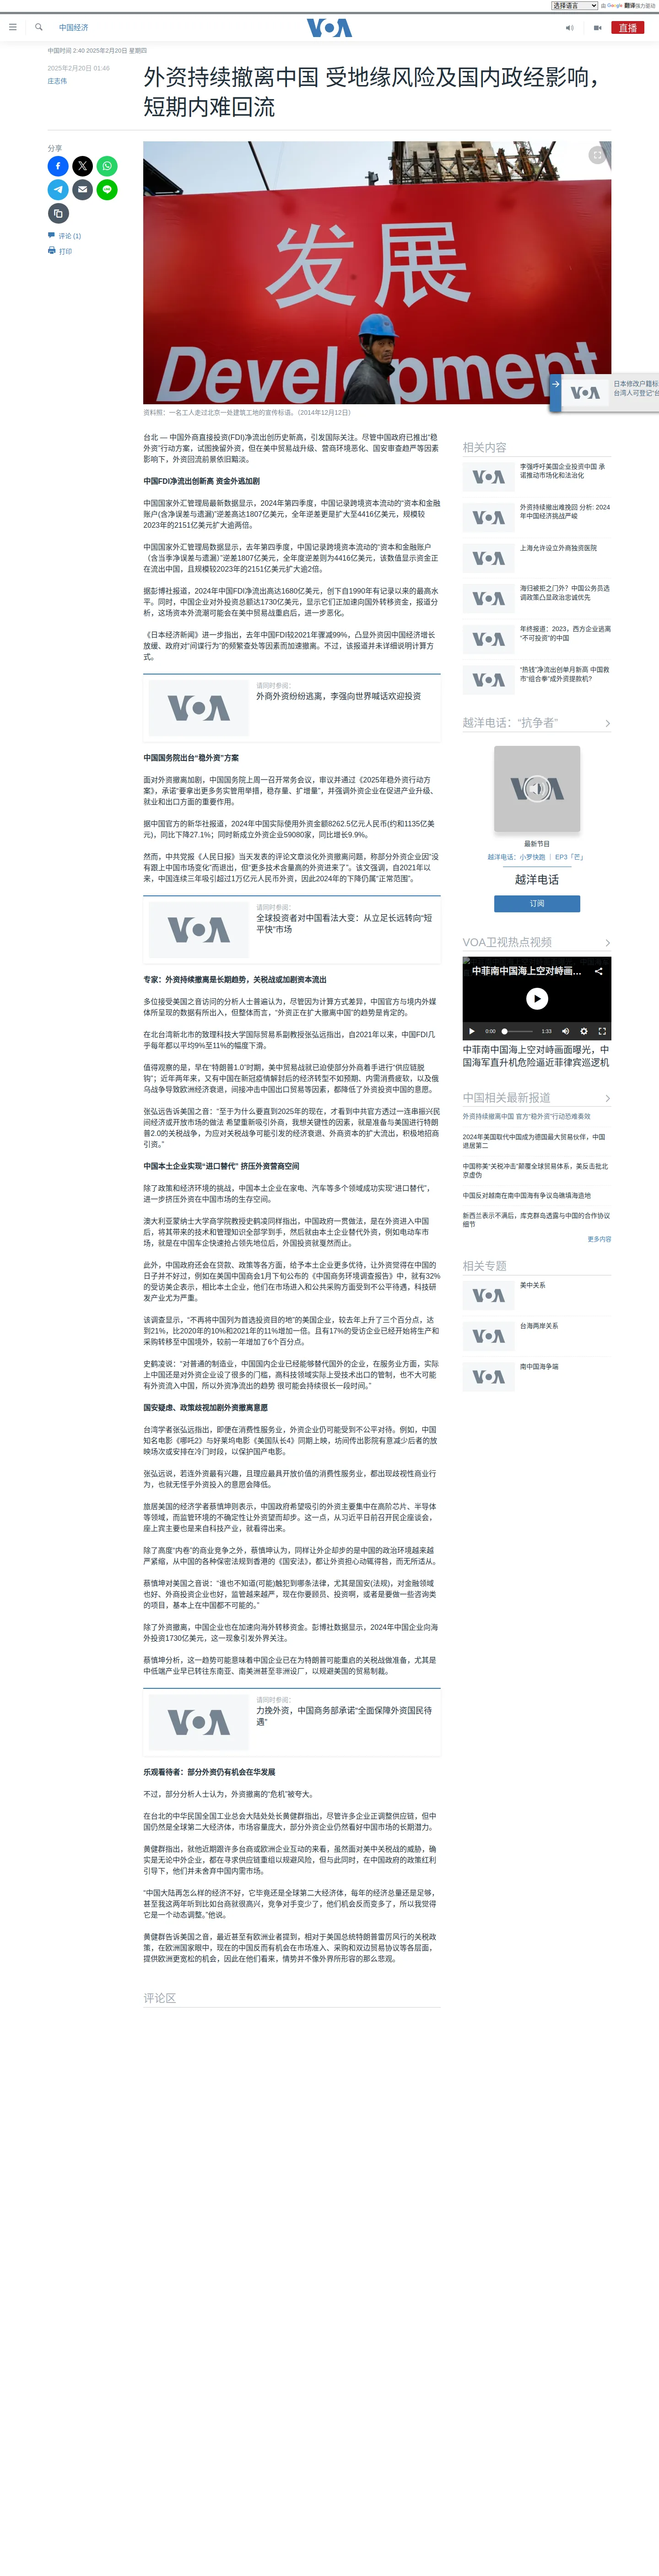 选择语言
由 Google 翻译强力驱动
中国经济
VOA
直播
中国时间 2:40 2025年2月20日 星期四
2025年2月20日 01:46
庄志伟
外资持续撤离中国 受地缘风险及国内政经影响，
短期内难回流
分享
评论 (1)
打印
发展
Development
资料照：一名工人走过北京一处建筑工地的宣传标语。（2014年12月12日）
日本修改户籍标
台湾人可登记“台
台北 — 中国外商直接投资(FDI)净流出创历史新高，引发国际关注。尽管中国政府已推出“稳
外资”行动方案，试图挽留外资，但在美中贸易战升级、营商环境恶化、国安审查趋严等因素
影响下，外资回流前景依旧黯淡。
中国FDI净流出创新高 资金外逃加剧
中国国家外汇管理局最新数据显示，2024年第四季度，中国记录跨境资本流动的“资本和金融
账户(含净误差与遗漏)”逆差高达1807亿美元，全年逆差更是扩大至4416亿美元，规模较
2023年的2151亿美元扩大逾两倍。
中国国家外汇管理局数据显示，去年第四季度，中国记录跨境资本流动的“资本和金融账户
（含当季净误差与遗漏）”逆差1807亿美元，全年度逆差则为4416亿美元，该数值显示资金正
在流出中国，且规模较2023年的2151亿美元扩大逾2倍。
据彭博社报道，2024年中国FDI净流出高达1680亿美元，创下自1990年有记录以来的最高水
平。同时，中国企业对外投资总额达1730亿美元，显示它们正加速向国外转移资金，报道分
析，这场资本外流潮可能会在美中贸易战重启后，进一步恶化。
《日本经济新闻》进一步指出，去年中国FDI较2021年骤减99%，凸显外资因中国经济增长
放缓、政府对“间谍行为”的频繁查处等因素而加速撤离。不过，该报道并未详细说明计算方
式。
请同时参阅：
外商外资纷纷逃离，李强向世界喊话欢迎投资
VOA
中国国务院出台“稳外资”方案
面对外资撤离加剧，中国国务院上周一召开常务会议，审议并通过《2025年稳外资行动方
案》，承诺“要拿出更多务实管用举措，稳存量、扩增量”，并强调外资企业在促进产业升级、
就业和出口方面的重要作用。
据中国官方的新华社报道，2024年中国实际使用外资金额8262.5亿元人民币(约和1135亿美
元)，同比下降27.1%；同时新成立外资企业59080家，同比增长9.9%。
然而，中共党报《人民日报》当天发表的评论文章淡化外资撤离问题，称部分外资企业因“没
有跟上中国市场变化”而退出，但“更多技术含量高的外资进来了”。该文强调，自2021年以
来，中国连续三年吸引超过1万亿元人民币外资，因此2024年的下降仍属“正常范围”。
请同时参阅：
全球投资者对中国看法大变：从立足长远转向“短
平快”市场
VOA
专家：外资持续撤离是长期趋势，关税战或加剧资本流出
多位接受美国之音访问的分析人士普遍认为，尽管因为计算方式差异，中国官方与境内外媒
体所呈现的数据有所出入，但整体而言，“外资正在扩大撤离中国”的趋势是肯定的。
在北台湾新北市的致理科技大学国际贸易系副教授张弘远指出，自2021年以来，中国FDI几
乎每年都以平均9%至11%的幅度下滑。
值得观察的是，早在“特朗普1.0”时期，美中贸易战就已迫使部分外商着手进行“供应链脱
钩”；近年两年来，又有中国在新冠疫情解封后的经济转型不如预期、内需消费疲软，以及俄
乌战争导致欧洲经济衰退，间接冲击中国出口贸易等因素，都降低了外资投资中国的意愿。
张弘远告诉美国之音：“至于为什么要直到2025年的现在，才看到中共官方透过一连串振兴民
间经济或开放市场的做法 希望重新吸引外商，我想关键性的因素，就是准备与美国进行特朗
普2.0的关税战争，为应对关税战争可能引发的经济衰退、外商资本的扩大流出，积极地招商
引资。”
中国本土企业实现“进口替代” 挤压外资营商空间
除了政策和经济环境的挑战，中国本土企业在家电、汽车等多个领域成功实现“进口替代”，
进一步挤压外资在中国市场的生存空间。
澳大利亚蒙纳士大学商学院教授史鹤凌同样指出，中国政府一贯做法，是在外资进入中国
后，将其带来的技术和管理知识全部学到手，然后就由本土企业替代外资，例如电动车市
场，就是在中国车企快速抢占领先地位后，外国投资就戛然而止。
此外，中国政府还会在贷款、政策等各方面，给予本土企业更多优待，让外资觉得在中国的
日子并不好过，例如在美国中国商会1月下旬公布的《中国商务环境调查报告》中，就有32%
的受访美企表示，相比本土企业，他们在市场进入和公共采购方面受到不公平待遇，科技研
发产业尤为严重。
该调查显示，“不再将中国列为首选投资目的地”的美国企业，较去年上升了三个百分点，达
到21%，比2020年的10%和2021年的11%增加一倍。且有17%的受访企业已经开始将生产和
采购转移至中国境外，较前一年增加了6个百分点。
史鹤凌说：“对普通的制造业，中国国内企业已经能够替代国外的企业，在服务业方面，实际
上中国还是对外资企业设了很多的门槛，高科技领域实际上受技术出口的管制，也不大可能
有外资流入中国，所以外资净流出的趋势 很可能会持续很长一段时间。”
国安疑虑、政策歧视加剧外资撤离意愿
台湾学者张弘远指出，即便在消费性服务业，外资企业仍可能受到不公平对待。例如，中国
知名电影《哪吒2》与好莱坞电影《美国队长4》同期上映，坊间传出影院有意减少后者的放
映场次或安排在冷门时段，以保护国产电影。
张弘远说，若连外资最有兴趣，且理应最具开放价值的消费性服务业，都出现歧视性商业行
为，也就无怪乎外资投入的意愿会降低。
旅居美国的经济学者蔡慎坤则表示，中国政府希望吸引的外资主要集中在高阶芯片、半导体
等领域，而监管环境的不确定性让外资望而却步。这一点，从习近平日前召开民企座谈会，
座上宾主要也是来自科技产业，就看得出来。
除了高度“内卷”的商业竞争之外，蔡慎坤认为，同样让外企却步的是中国的政治环境越来越
严紧缩，从中国的各种保密法规到香港的《国安法》，都让外资担心动辄得咎，而无所适从。
蔡慎坤对美国之音说：“谁也不知道(可能)触犯到哪条法律，尤其是国安(法规)，对金融领域
也好、外商投资企业也好，监管越来越严，现在你要顾员、投资啊，或者是要做一些咨询类
的项目，基本上在中国都不可能的。”
除了外资撤离，中国企业也在加速向海外转移资金。彭博社数据显示，2024年中国企业向海
外投资1730亿美元，这一现象引发外界关注。
蔡慎坤分析，这一趋势可能意味着中国企业已在为特朗普可能重启的关税战做准备，尤其是
中低端产业早已转往东南亚、南美洲甚至非洲设厂，以规避美国的贸易制裁。
请同时参阅：
力挽外资，中国商务部承诺“全面保障外资国民待
遇”
VOA
乐观看待者：部分外资仍有机会在华发展
不过，部分分析人士认为，外资撤离的“危机”被夸大。
在台北的中华民国全国工业总会大陆处处长黄健群指出，尽管许多企业正调整供应链，但中
国仍然是全球第二大经济体，市场容量庞大，部分外资企业仍然看好中国市场的长期潜力。
黄健群指出，就他近期跟许多台商或欧洲企业互动的来看，虽然面对美中关税战的威胁，确
实是无论中外企业，都在寻求供应链重组以规避风险，但与此同时，在中国政府的政策红利
引导下，他们并未舍弃中国内需市场。
“中国大陆再怎么样的经济不好，它毕竟还是全球第二大经济体，每年的经济总量还是足够，
甚至我这两年听到比如台商就很高兴，竞争对手变少了，他们机会反而变多了，所以我觉得
它是一个动态调整。”他说。
黄健群告诉美国之音，最近甚至有欧洲业者提到，相对于美国总统特朗普雷厉风行的关税政
策，在欧洲国家眼中，现在的中国反而有机会在市场准入、采购和双边贸易协议等各层面，
提供欧洲更宽松的机会，因此在他们看来，情势并不像外界所形容的那么悲观。
评论区
相关内容
李强呼吁美国企业投资中国 承
诺推动市场化和法治化
外资持续撤出难挽回 分析: 2024
年中国经济挑战严峻
上海允许设立外商独资医院
海归被拒之门外？中国公务员选
调政策凸显政治忠诚优先
年终报道：2023，西方企业逃离
“不可投资”的中国
“热钱”净流出创单月新高 中国救
市“组合拳”成外资提款机?
越洋电话：“抗争者”
最新节目
越洋电话：小罗快跑 ｜ EP3「芒」
越洋电话
订阅
VOA卫视热点视频
中菲南中国海上空对峙画…
0:00
1:33
中菲南中国海上空对峙画面曝光，中
国海军直升机危险逼近菲律宾巡逻机
中国相关最新报道
外资持续撤离中国 官方“稳外资”行动恐难奏效
2024年美国取代中国成为德国最大贸易伙伴，中国
退居第二
中国称美“关税冲击”颠覆全球贸易体系，美反击批北
京虚伪
中国反对越南在南中国海有争议岛礁填海造地
新西兰表示不满后，库克群岛透露与中国的合作协议
细节
更多内容
相关专题
美中关系
台海两岸关系
南中国海争端